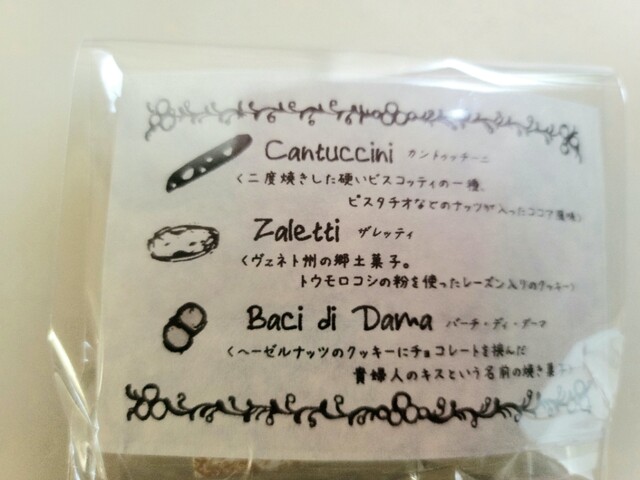 Cantuccini カントゥッチーニ
〈二度焼きした硬いビスコッティの一種。
ピスタチオなどのナッツが入ったココア風味〉
Zaletti ザレッティ
〈ヴェネト州の郷土菓子。
トウモロコシの粉を使ったレーズン入りのクッキー〉
Baci di Dama バーチ・ディ・ダーマ
〈ヘーゼルナッツのクッキーにチョコレートを挟んだ
貴婦人のキスという名前の焼き菓子〉